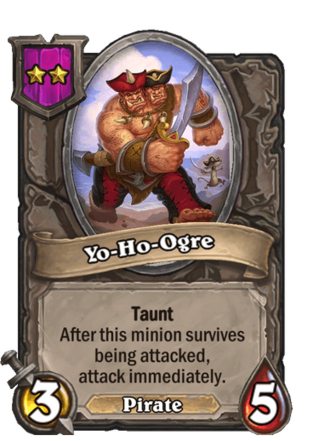 Yo-Ho-Ogre
Taunt
After this minion survives
being attacked,
attack immediately.
3
Pirate
5